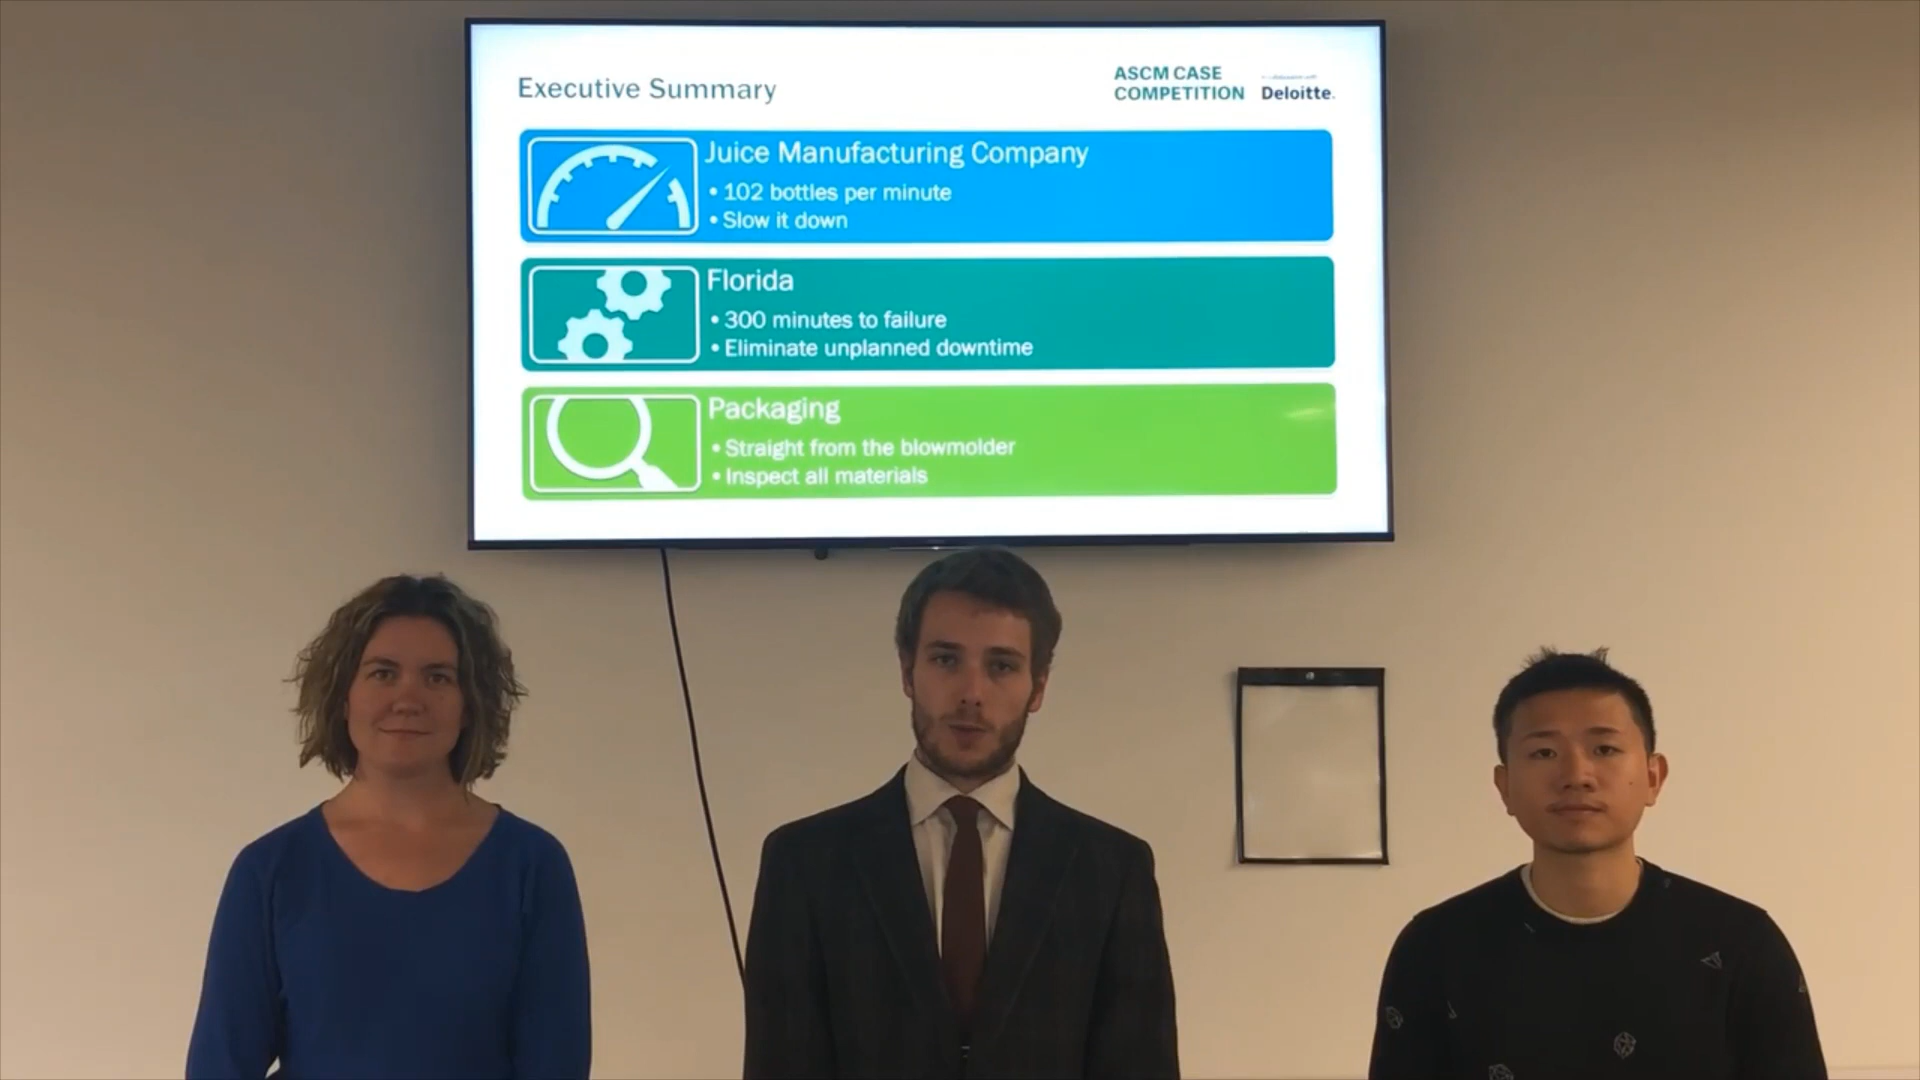 Executive Summary
ASCM CASE
COMPETITION
Deloitte.
Juice Manufacturing Company
• 102 bottles per minute
• Slow it down
Florida
• 300 minutes to failure
• Eliminate unplanned downtime
Packaging
• Straight from the blowmolder
• Inspect all materials